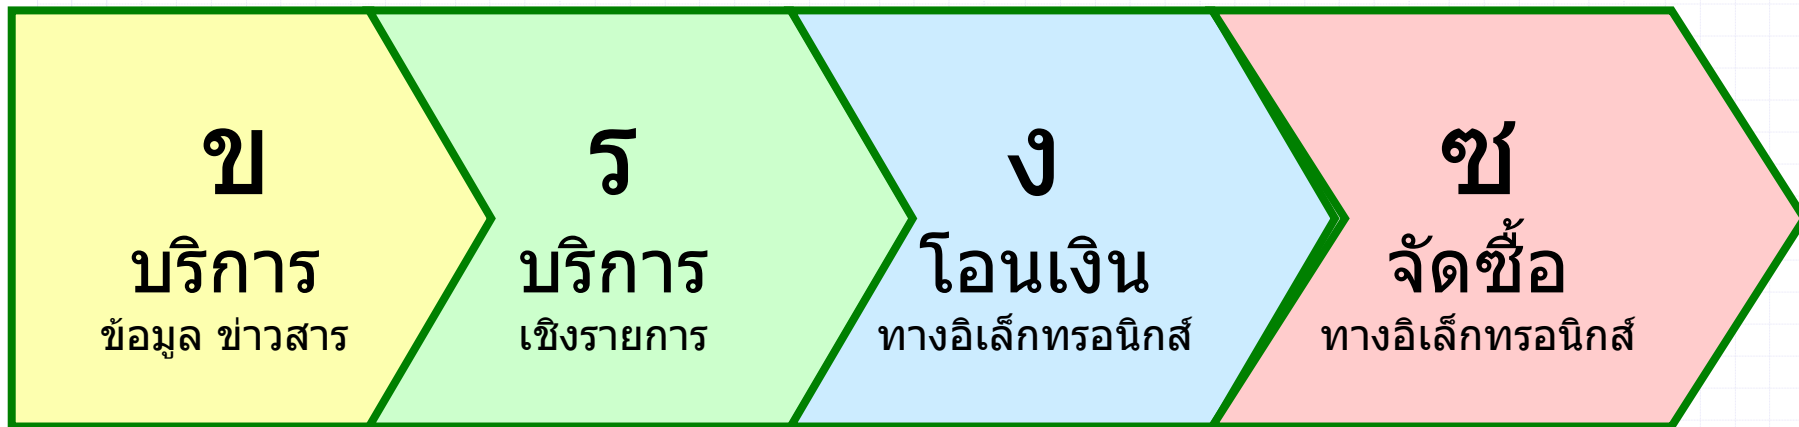 ข
บริการ
ข้อมูล ข่าวสาร
ร
บริการ
เชิงรายการ
ง
โอนเงิน
ทางอิเล็กทรอนิกส์
ซ
จัดซื้อ
ทางอิเล็กทรอนิกส์